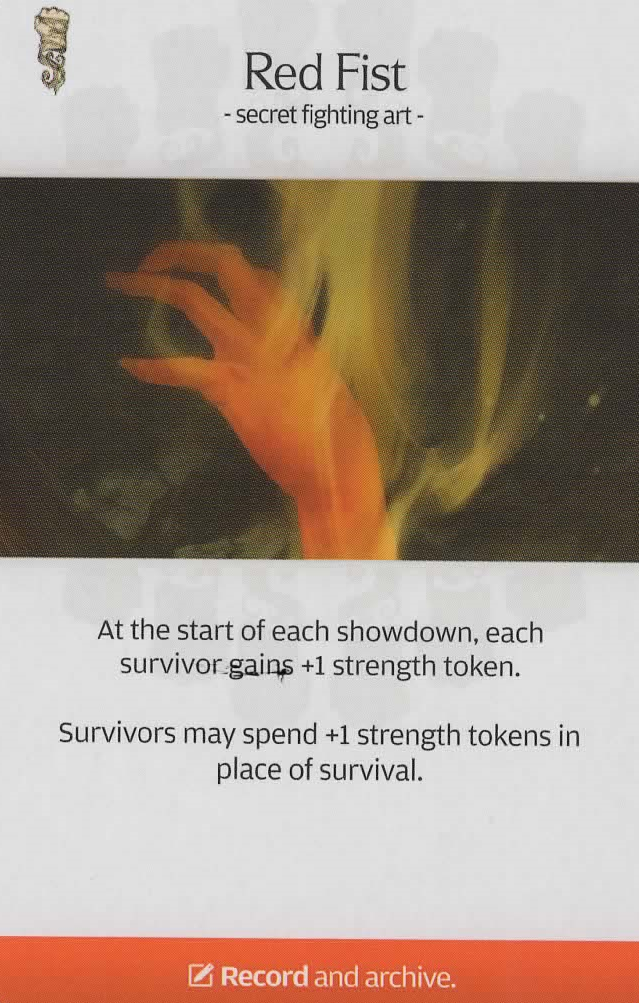 Red Fist
- secret fighting art -
At the start of each showdown, each
survivor gains +1 strength token.
Survivors may spend +1 strength tokens in
place of survival.
Record and archive.